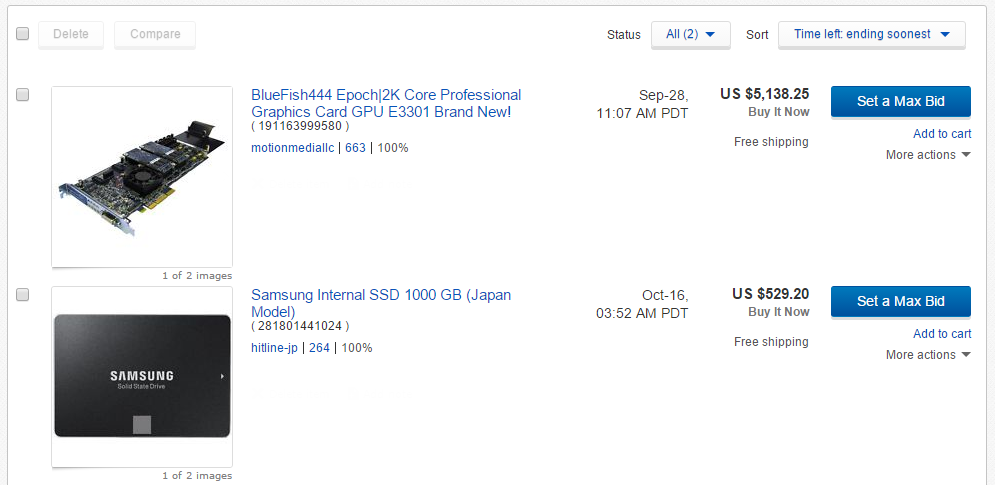 Delete
Compare
Status
All (2)
Sort
Time left: ending soonest
BlueFish444 Epoch|2K Core Professional
Graphics Card GPU E3301 Brand New!
( 191163999580 )
motionmediallc | 663 | 100%
Sep-28,
11:07 AM PDT
US $5,138.25
Buy It Now
Free shipping
Set a Max Bid
Add to cart
More actions
1 of 2 images
Samsung Internal SSD 1000 GB (Japan
Model)
( 281801441024 )
hitline-jp | 264 | 100%
Oct-16,
03:52 AM PDT
US $529.20
Buy It Now
Free shipping
Set a Max Bid
Add to cart
More actions
SAMSUNG
Solid State Drive
1 of 2 images